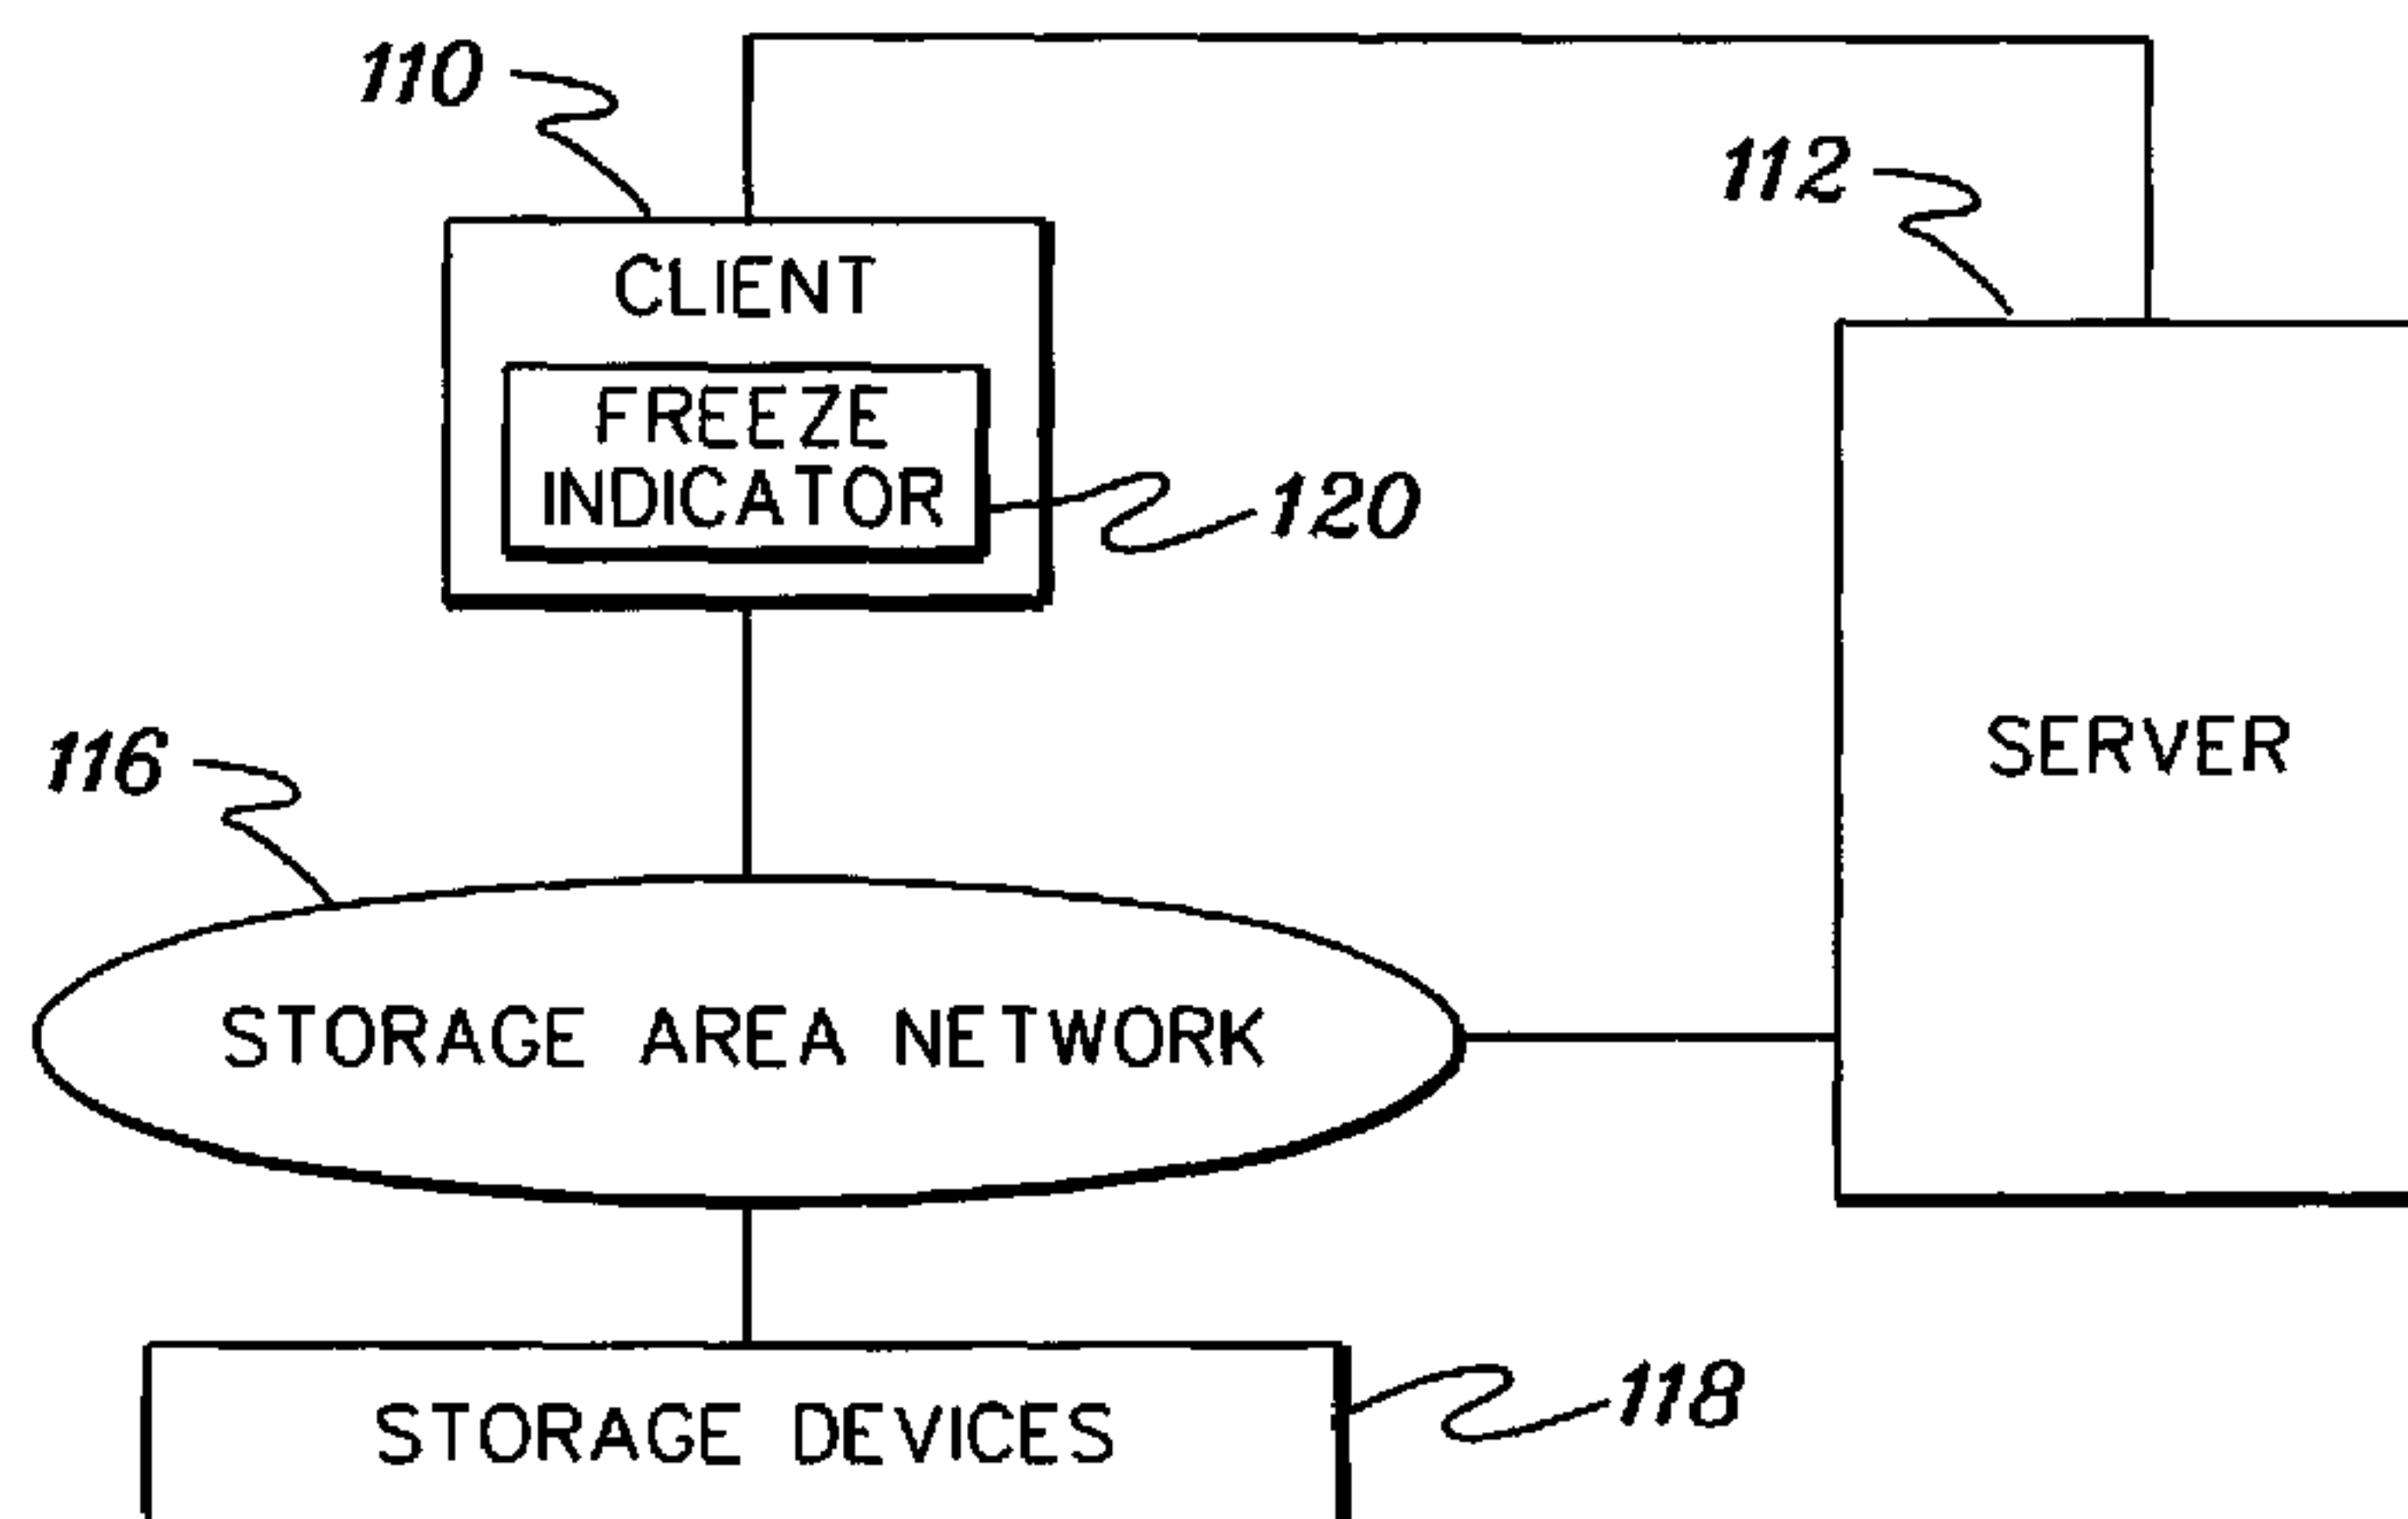 110
112
CLIENT
FREEZE
INDICATOR
120
116
SERVER
STORAGE AREA NETWORK
118
STORAGE DEVICES